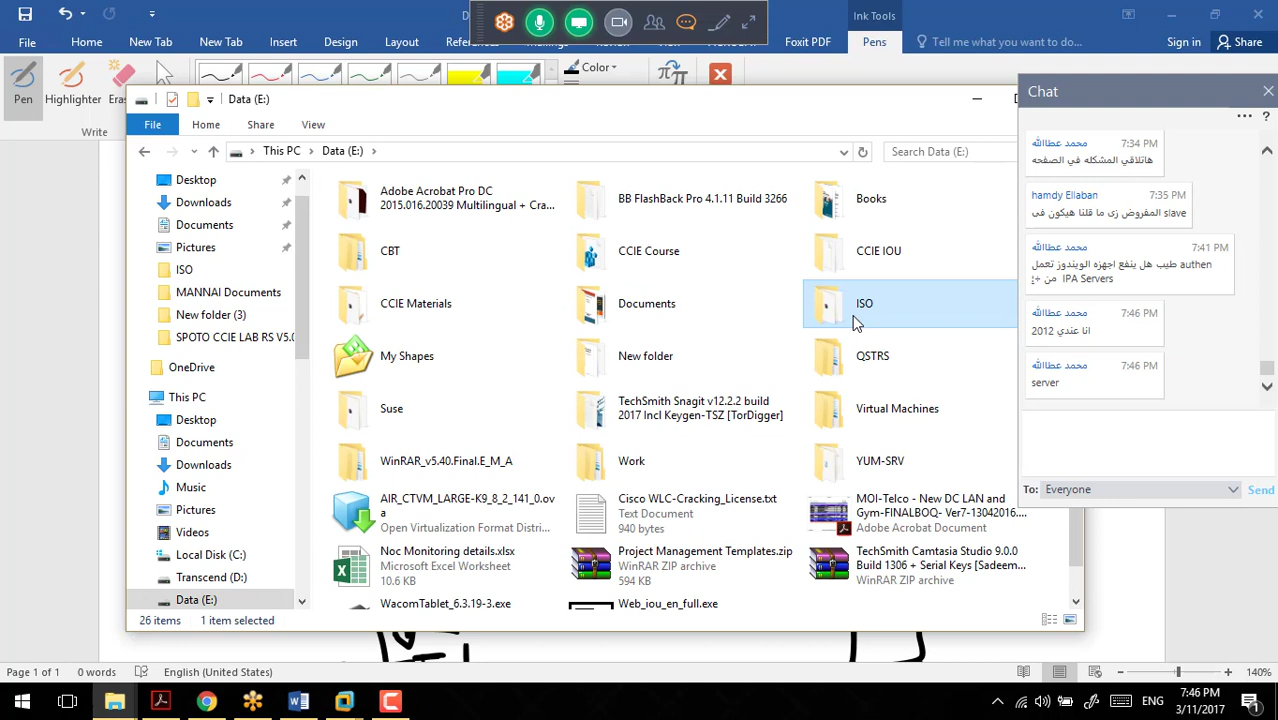 Ink Tools
File
Home
New Tab
New Tab
Insert
Design
Layout
Foxit PDF
Pens
Tell me what you want to do...
Sign in
Share
Pen
Highlighter
Color
Write
Data (E:)
File
Home
Share
View
This PC
Data (E:)
Search Data (E:)
Desktop
Downloads
Documents
Pictures
ISO
MANNAI Documents
New folder (3)
SPOTO CCIE LAB RS V5.0
OneDrive
This PC
Desktop
Documents
Downloads
Music
Pictures
Videos
Local Disk (C:)
Transcend (D:)
Data (E:)
Adobe Acrobat Pro DC
2015.016.20039 Multilingual + Cra...
BB FlashBack Pro 4.1.11 Build 3266
Books
CBT
CCIE Course
CCIE IOU
CCIE Materials
Documents
ISO
My Shapes
New folder
QSTRS
Suse
TechSmith Snagit v12.2.2 build
2017 Incl Keygen-TSZ [TorDigger]
Virtual Machines
WinRAR_v5.40.Final.E_M_A
Work
YUM-SRV
AIR_CTVM_LARGE-K9_8_2_141_0.ov
a
Open Virtualization Format Distri...
Cisco WLC-Cracking_License.txt
Text Document
940 bytes
MOI-Telco - New DC LAN and
Gym-FINALBOQ- Ver7-13042016....
Adobe Acrobat Document
Noc Monitoring details.xlsx
Microsoft Excel Worksheet
10.6 KB
Project Management Templates.zip
WinRAR ZIP archive
594 KB
TechSmith Camtasia Studio 9.0.0
Build 1306 + Serial Keys [Sadeem...
WinRAR ZIP archive
WacomTablet_6.3.19-3.exe
Web_iou_en_full.exe
26 items
1 item selected
Chat
محمد عطاالله
7:34 PM
هاتلاقي المشكله في الصفحه
hamdy Ellaban
7:35 PM
المفروض زى ما قلنا هيكون فى slave
محمد عطاالله
7:41 PM
طيب هل ينفع اجهزه الويندوز تعمل authen
من IPA Servers
محمد عطاالله
7:46 PM
انا عندي 2012
محمد عطاالله
7:46 PM
server
To:
Everyone
Send
Page 1 of 1
0 words
English (United States)
140%
ENG
7:46 PM
3/11/2017
1